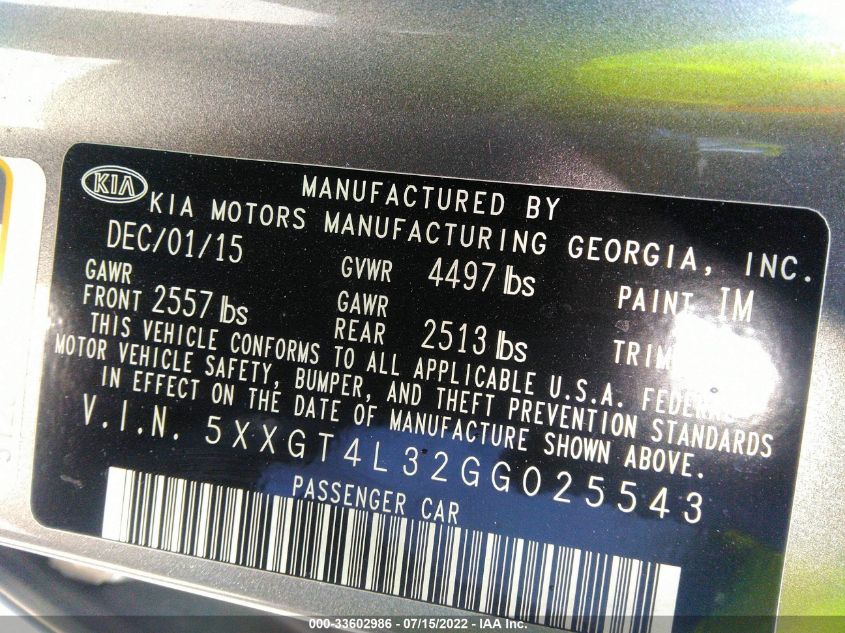 KIA
MANUFACTURED BY
KIA MOTORS MANUFACTURING GEORGIA, INC.
DEC/01/15
GAWR GVWR 4497 lbs PAINT TM
FRONT 2557 lbs GAWR
REAR 2513 lbs TRIM
THIS VEHICLE CONFORMS TO ALL APPLICABLE U.S.A. FEDERAL
MOTOR VEHICLE SAFETY, BUMPER, AND THEFT PREVENTION STANDARDS
IN EFFECT ON THE DATE OF MANUFACTURE SHOWN ABOVE.
V.I.N. 5XXGT4L32GG025543
PASSENGER CAR
000-33602986 - 07/15/2022 - IAA Inc.